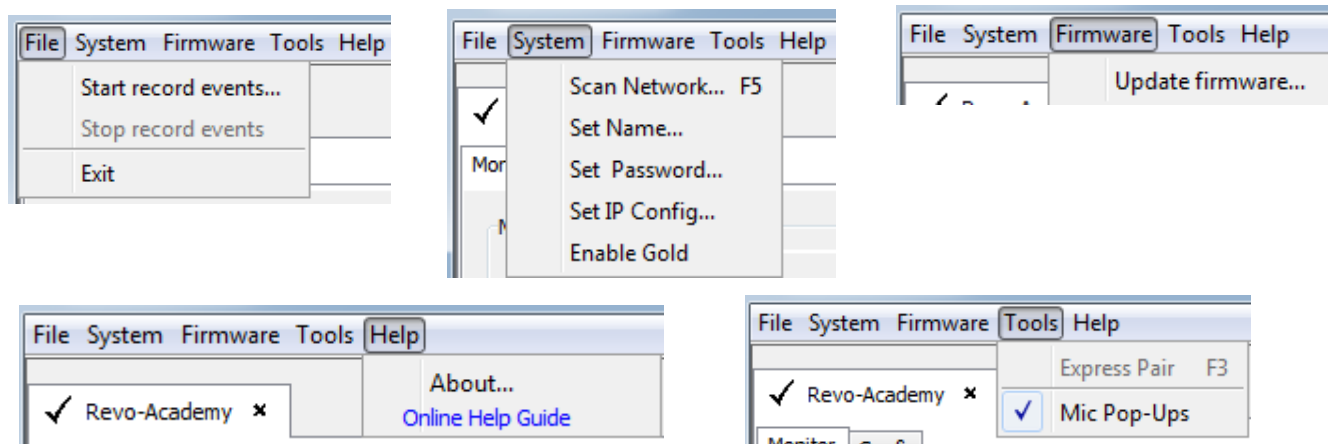 File System Firmware Tools Help
Start record events...
Stop record events
Exit
File System Firmware Tools Help
Scan Network... F5
Set Name...
Set Password...
Set IP Config...
Enable Gold
File System Firmware Tools Help
Update firmware...
File System Firmware Tools Help
About...
Online Help Guide
Revo-Academy
File System Firmware Tools Help
Express Pair F3
Mic Pop-Ups
Revo-Academy